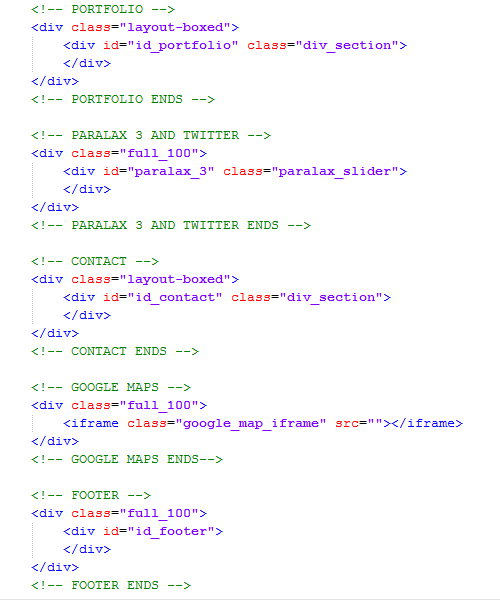 <!-- PORTFOLIO -->
<div class="layout-boxed">
<div id="id_portfolio" class="div_section">
</div>
</div>
<!-- PORTFOLIO ENDS -->
<!-- PARALAX 3 AND TWITTER -->
<div class="full_100">
<div id="paralax_3" class="paralax_slider">
</div>
</div>
<!-- PARALAX 3 AND TWITTER ENDS -->
<!-- CONTACT -->
<div class="layout-boxed">
<div id="id_contact" class="div_section">
</div>
</div>
<!-- CONTACT ENDS -->
<!-- GOOGLE MAPS -->
<div class="full_100">
<iframe class="google_map_iframe" src=""></iframe>
</div>
<!-- GOOGLE MAPS ENDS-->
<!-- FOOTER -->
<div class="full_100">
<div id="id_footer">
</div>
</div>
<!-- FOOTER ENDS -->